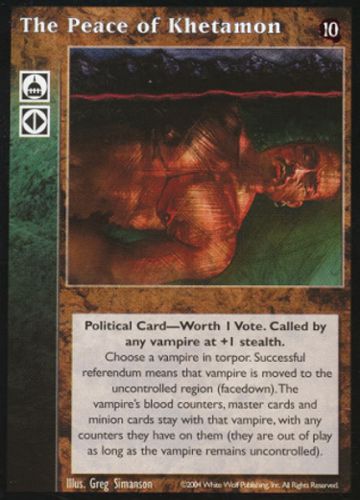 The Peace of Khetamon
10
Political Card—Worth 1 Vote. Called by
any vampire at +1 stealth.
Choose a vampire in torpor. Successful
referendum means that vampire is moved to the
uncontrolled region (facedown). The
vampire's blood counters, master cards and
minion cards stay with that vampire, with any
counters they have on them (they are out of play
as long as the vampire remains uncontrolled).
Illus. Greg Simanson
©2004 White Wolf Publishing, Inc. All Rights Reserved.